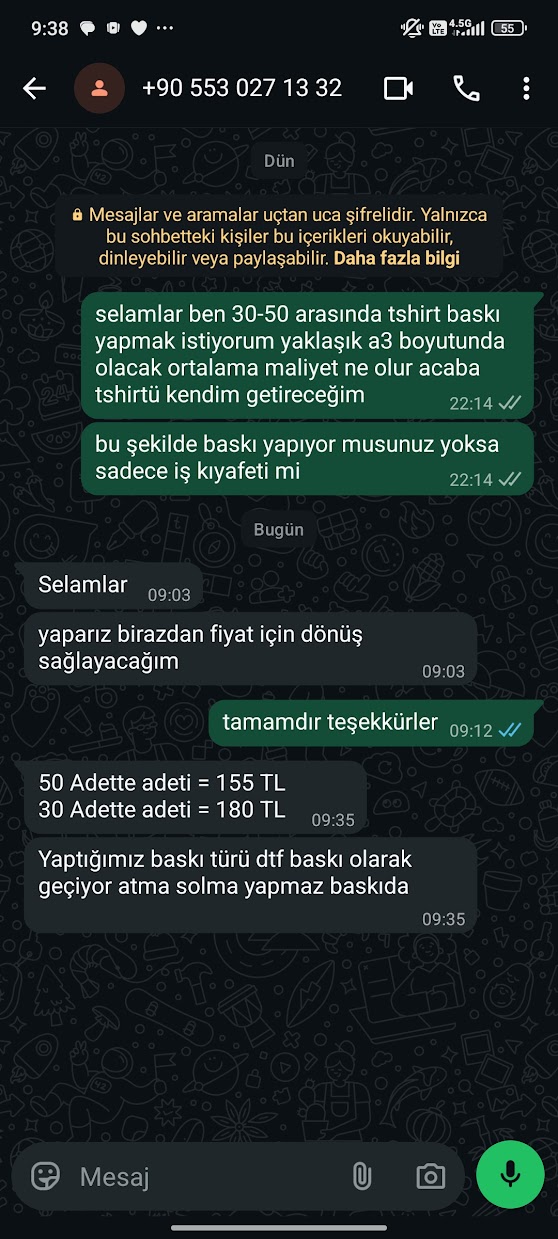 9:38
Vo LTE 4.5G 55
+90 553 027 13 32
Dün
Mesajlar ve aramalar uçtan uca şifrelidir. Yalnızca
bu sohbetteki kişiler bu içerikleri okuyabilir,
dinleyebilir veya paylaşabilir. Daha fazla bilgi
selamlar ben 30-50 arasında tshirt baskı
yapmak istiyorum yaklaşık a3 boyutunda
olacak ortalama maliyet ne olur acaba
tshirtü kendim getireceğim
22:14
bu şekilde baskı yapıyor musunuz yoksa
sadece iş kıyafeti mi
22:14
Bugün
Selamlar
09:03
yaparız birazdan fiyat için dönüş
sağlayacağım
09:03
tamamdır teşekkürler
09:12
50 Adette adeti = 155 TL
30 Adette adeti = 180 TL
09:35
Yaptığımız baskı türü dtf baskı olarak
geçiyor atma solma yapmaz baskıda
09:35
Mesaj